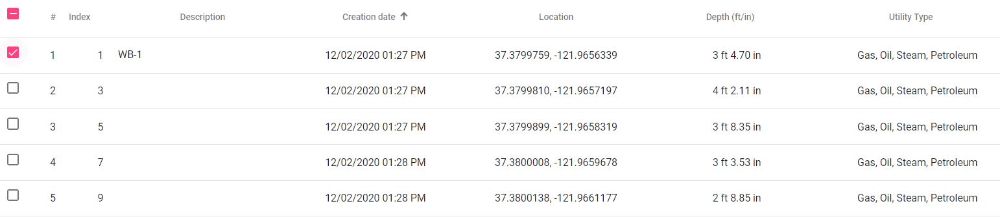 # Index Description Creation date Location Depth (ft/in) Utility Type
1 1 WB-1 12/02/2020 01:27 PM 37.3799759, -121.9656339 3 ft 4.70 in Gas, Oil, Steam, Petroleum
2 3 12/02/2020 01:27 PM 37.3799810, -121.9657197 4 ft 2.11 in Gas, Oil, Steam, Petroleum
3 5 12/02/2020 01:27 PM 37.3799899, -121.9658319 3 ft 8.35 in Gas, Oil, Steam, Petroleum
4 7 12/02/2020 01:28 PM 37.3800008, -121.9659678 3 ft 3.53 in Gas, Oil, Steam, Petroleum
5 9 12/02/2020 01:28 PM 37.3800138, -121.9661177 2 ft 8.85 in Gas, Oil, Steam, Petroleum